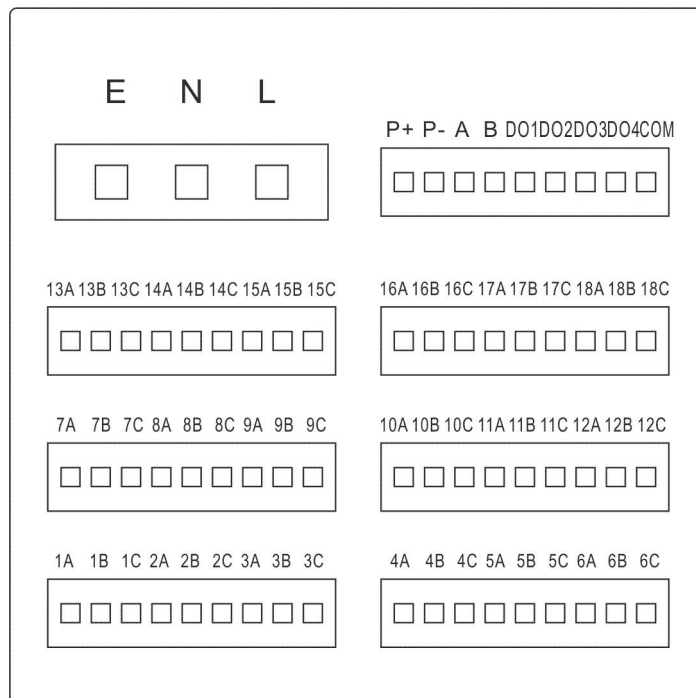 E N L
P+ P- A B DO1DO2DO3DO4COM
13A 13B 13C 14A 14B 14C 15A 15B 15C
16A 16B 16C 17A 17B 17C 18A 18B 18C
7A 7B 7C 8A 8B 8C 9A 9B 9C
10A 10B 10C 11A 11B 11C 12A 12B 12C
1A 1B 1C 2A 2B 2C 3A 3B 3C
4A 4B 4C 5A 5B 5C 6A 6B 6C